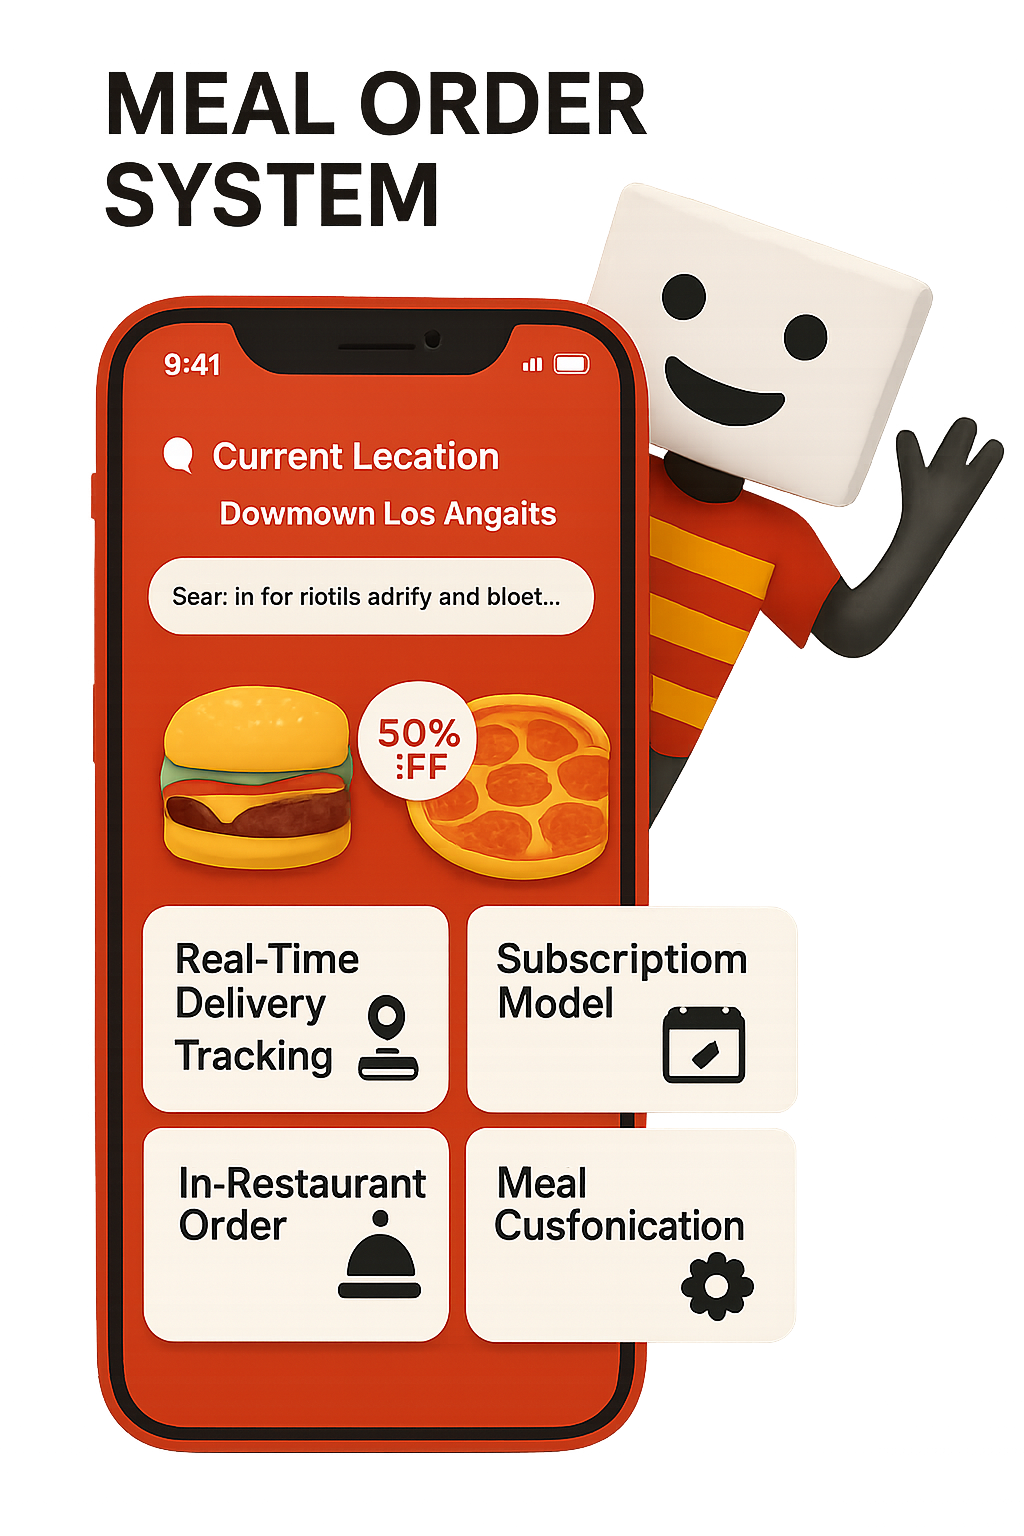 MEAL ORDER
SYSTEM
9:41
Current Lecation
Dowmown Los Angaits
Sear: in for riotils adrify and bloet...
50%
FF
Real-Time
Delivery
Tracking
Subscriptiom
Model
In-Restaurant
Order
Meal
Cusfonication